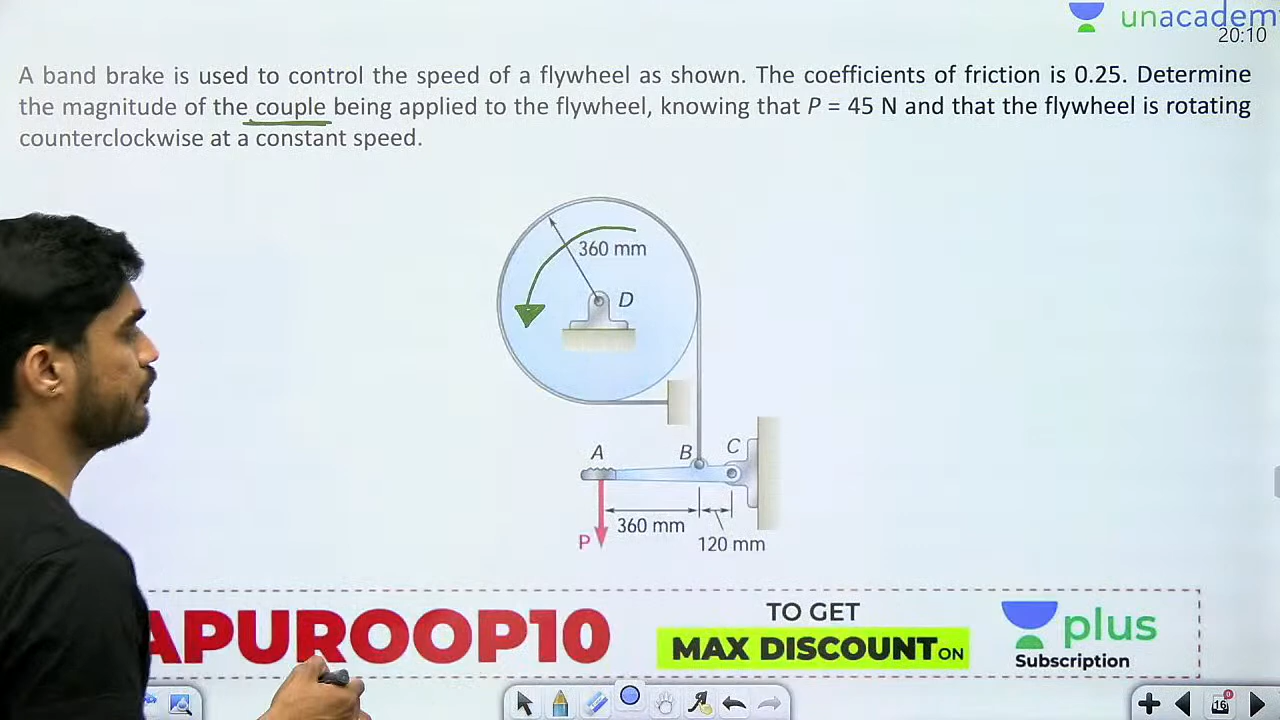 unacadem
20:10
A band brake is used to control the speed of a flywheel as shown. The coefficients of friction is 0.25. Determine
the magnitude of the couple being applied to the flywheel, knowing that P = 45 N and that the flywheel is rotating
counterclockwise at a constant speed.
360 mm
D
A
B
C
360 mm
P
120 mm
APUROOP10
TO GET
MAX DISCOUNT ON
plus
Subscription
16